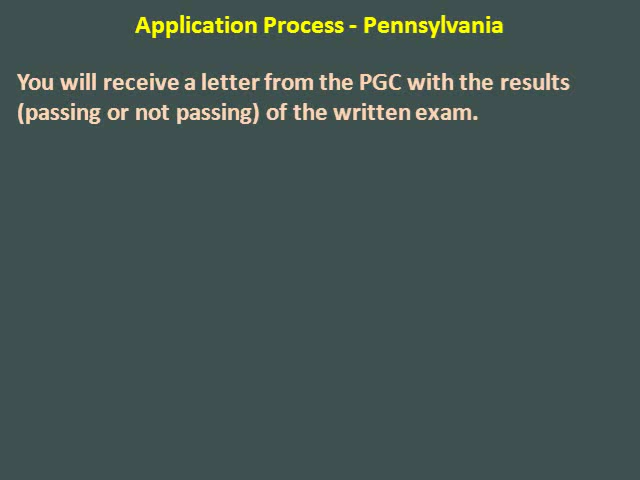 Application Process - Pennsylvania
You will receive a letter from the PGC with the results
(passing or not passing) of the written exam.